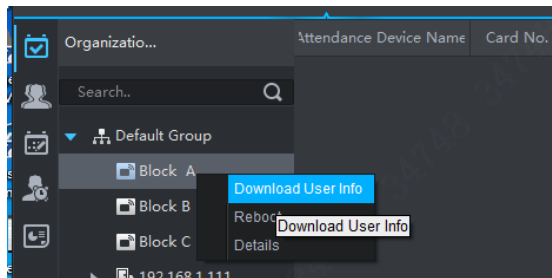 Organizatio...
Attendance Device Name
Card No.
Search..
Default Group
Block A
Download User Info
Block B
Reboot
Download User Info
Block C
Details
192.168.1.111